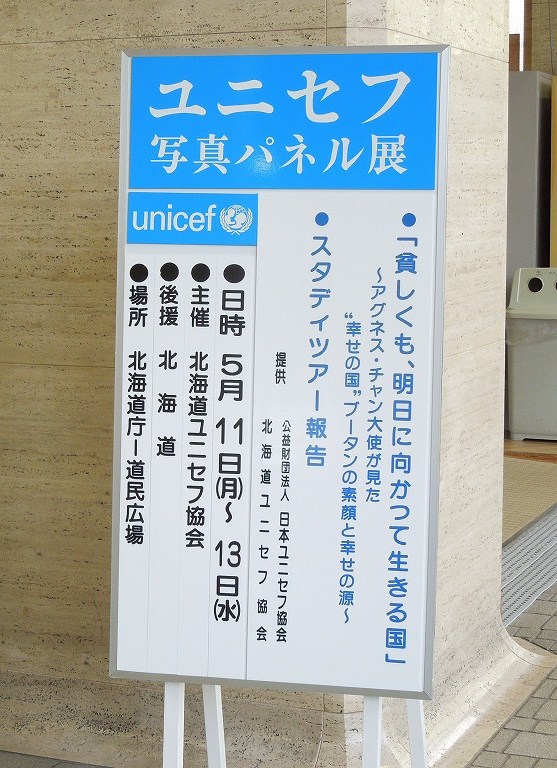 ユニセフ
写真パネル展
unicef
●「貧しくも、明日に向かつて生きる国」
～アグネス・チャン大使が見た
“幸せの国”ブータンの素顔と幸せの源～
●スタディツアー報告
提供 公益財団法人 日本ユニセフ協会
北海道ユニセフ協会
●日時 5月 11日(月)～ 13日(水)
●主催 北海道ユニセフ協会
●後援 北海道
●場所 北海道庁1F道民広場